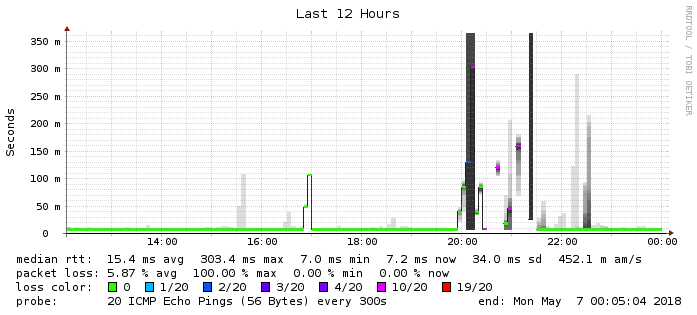 Last 12 Hours
RRDTOOL / TOBI OETIKER
Seconds
350 m
300 m
250 m
200 m
150 m
100 m
50 m
0
14:00 16:00 18:00 20:00 22:00 00:00
median rtt: 15.4 ms avg 303.4 ms max 7.0 ms min 7.2 ms now 34.0 ms sd 452.1 m am/s
packet loss: 5.87 % avg 100.00 % max 0.00 % min 0.00 % now
loss color: 0 1/20 2/20 3/20 4/20 10/20 19/20
probe: 20 ICMP Echo Pings (56 Bytes) every 300s end: Mon May 7 00:05:04 2018